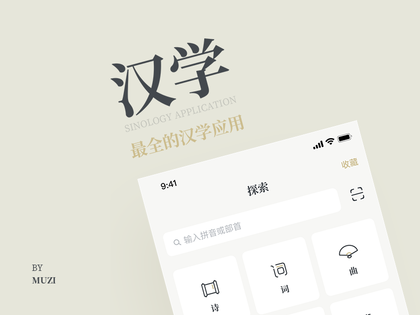 汉学
SINOLOGY APPLICATION
最全的汉学应用
9:41
收藏
探索
输入拼音或部首
诗
词
曲
BY
MUZI